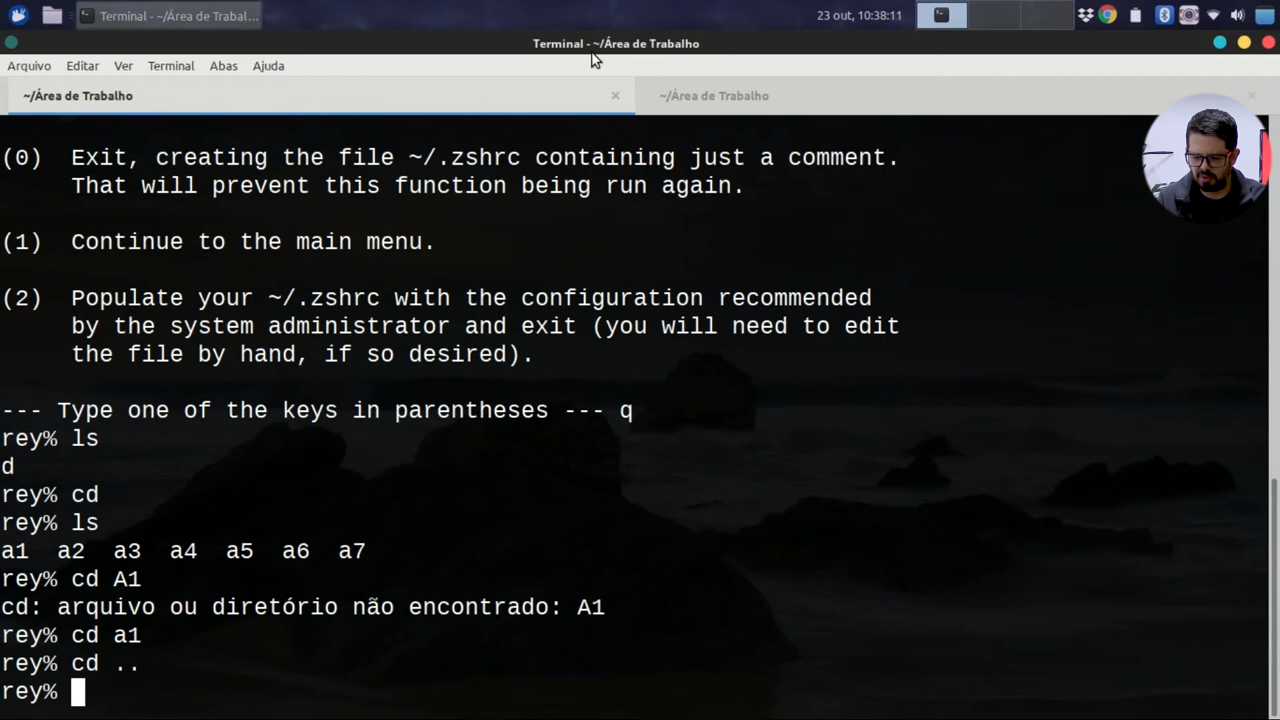 Terminal - ~/Área de Trabal...
23 out, 10:38:11
Terminal - ~/Área de Trabalho
Arquivo Editar Ver Terminal Abas Ajuda
~/Área de Trabalho
~/Área de Trabalho
(0) Exit, creating the file ~/.zshrc containing just a comment.
That will prevent this function being run again.
(1) Continue to the main menu.
(2) Populate your ~/.zshrc with the configuration recommended
by the system administrator and exit (you will need to edit
the file by hand, if so desired).
--- Type one of the keys in parentheses --- q
rey% ls
d
rey% cd
rey% ls
a1 a2 a3 a4 a5 a6 a7
rey% cd A1
cd: arquivo ou diretório não encontrado: A1
rey% cd a1
rey% cd ..
rey%